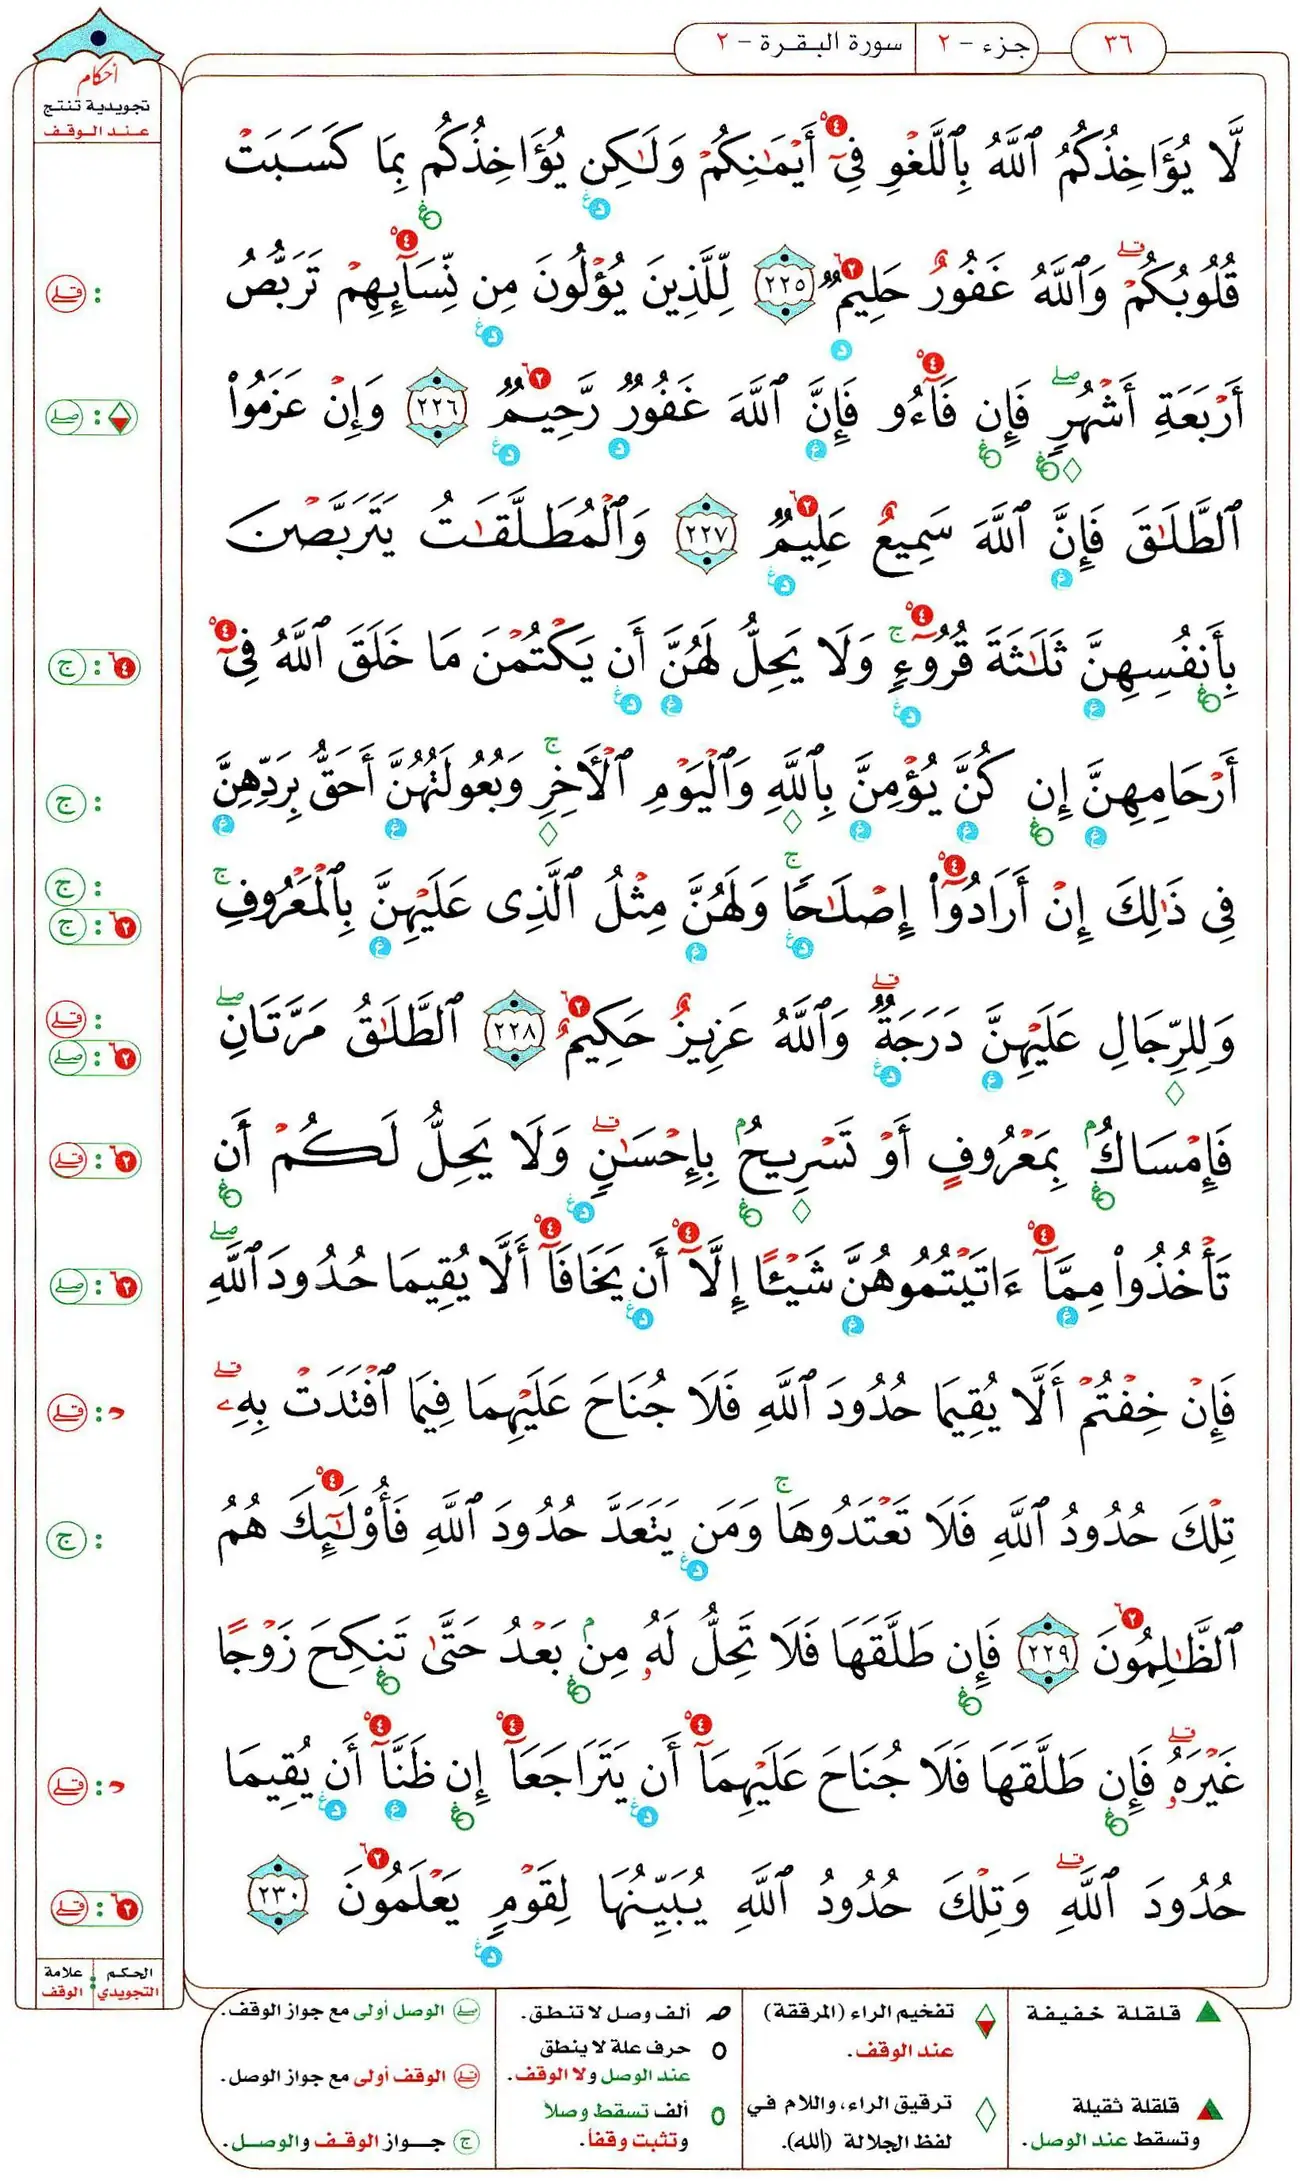 ٣٦
جزء - ٢
سورة البقرة - ٢
أحكام
تجويدية تنتج
عند الوقف
لَّا يُؤَاخِذُكُمُ ٱللَّهُ بِٱللَّغْوِ فِىٓ أَيْمَٰنِكُمْ وَلَٰكِن يُؤَاخِذُكُم بِمَا كَسَبَتْ
قُلُوبُكُمْ ۗ وَٱللَّهُ غَفُورٌ حَلِيمٌ ٢٢٥ لِّلَّذِينَ يُؤْلُونَ مِن نِّسَآئِهِمْ تَرَبُّصُ
أَرْبَعَةِ أَشْهُرٍ ۖ فَإِن فَآءُو فَإِنَّ ٱللَّهَ غَفُورٌ رَّحِيمٌ ٢٢٦ وَإِنْ عَزَمُوا۟
ٱلطَّلَٰقَ فَإِنَّ ٱللَّهَ سَمِيعٌ عَلِيمٌ ٢٢٧ وَٱلْمُطَلَّقَٰتُ يَتَرَبَّصْنَ
بِأَنفُسِهِنَّ ثَلَٰثَةَ قُرُوٓءٍ ۚ وَلَا يَحِلُّ لَهُنَّ أَن يَكْتُمْنَ مَا خَلَقَ ٱللَّهُ فِىٓ
أَرْحَامِهِنَّ إِن كُنَّ يُؤْمِنَّ بِٱللَّهِ وَٱلْيَوْمِ ٱلْءَاخِرِ ۚ وَبُعُولَتُهُنَّ أَحَقُّ بِرَدِّهِنَّ
فِى ذَٰلِكَ إِنْ أَرَادُوٓا۟ إِصْلَٰحًا ۚ وَلَهُنَّ مِثْلُ ٱلَّذِى عَلَيْهِنَّ بِٱلْمَعْرُوفِ ۚ
وَلِلرِّجَالِ عَلَيْهِنَّ دَرَجَةٌ ۗ وَٱللَّهُ عَزِيزٌ حَكِيمٌ ٢٢٨ ٱلطَّلَٰقُ مَرَّتَانِ ۖ
فَإِمْسَاكٌۢ بِمَعْرُوفٍ أَوْ تَسْرِيحٌۢ بِإِحْسَٰنٍ ۗ وَلَا يَحِلُّ لَكُمْ أَن
تَأْخُذُوا۟ مِمَّآ ءَاتَيْتُمُوهُنَّ شَيْـًٔا إِلَّآ أَن يَخَافَآ أَلَّا يُقِيمَا حُدُودَ ٱللَّهِ ۖ
فَإِنْ خِفْتُمْ أَلَّا يُقِيمَا حُدُودَ ٱللَّهِ فَلَا جُنَاحَ عَلَيْهِمَا فِيمَا ٱفْتَدَتْ بِهِۦ ۗ
تِلْكَ حُدُودُ ٱللَّهِ فَلَا تَعْتَدُوهَا ۚ وَمَن يَتَعَدَّ حُدُودَ ٱللَّهِ فَأُو۟لَٰٓئِكَ هُمُ
ٱلظَّٰلِمُونَ ٢٢٩ فَإِن طَلَّقَهَا فَلَا تَحِلُّ لَهُۥ مِنۢ بَعْدُ حَتَّىٰ تَنكِحَ زَوْجًا
غَيْرَهُۥ ۗ فَإِن طَلَّقَهَا فَلَا جُنَاحَ عَلَيْهِمَآ أَن يَتَرَاجَعَآ إِن ظَنَّآ أَن يُقِيمَا
حُدُودَ ٱللَّهِ ۗ وَتِلْكَ حُدُودُ ٱللَّهِ يُبَيِّنُهَا لِقَوْمٍ يَعْلَمُونَ ٢٣٠
الحكم التجويدي : علامة الوقف
قلقلة خفيفة
قلقلة ثقيلة
وتسقط عند الوصل.
تفخيم الراء (المرققة)
عند الوقف.
ترقيق الراء، واللام في
لفظ الجلالة (الله).
ألف وصل لا تنطق.
حرف علة لا ينطق
عند الوصل ولا الوقف.
ألف تسقط وصلاً
وتثبت وقفاً.
صلے الوصل أولى مع جواز الوقف.
قلے الوقف أولى مع جواز الوصل.
ج جواز الوقف والوصل.